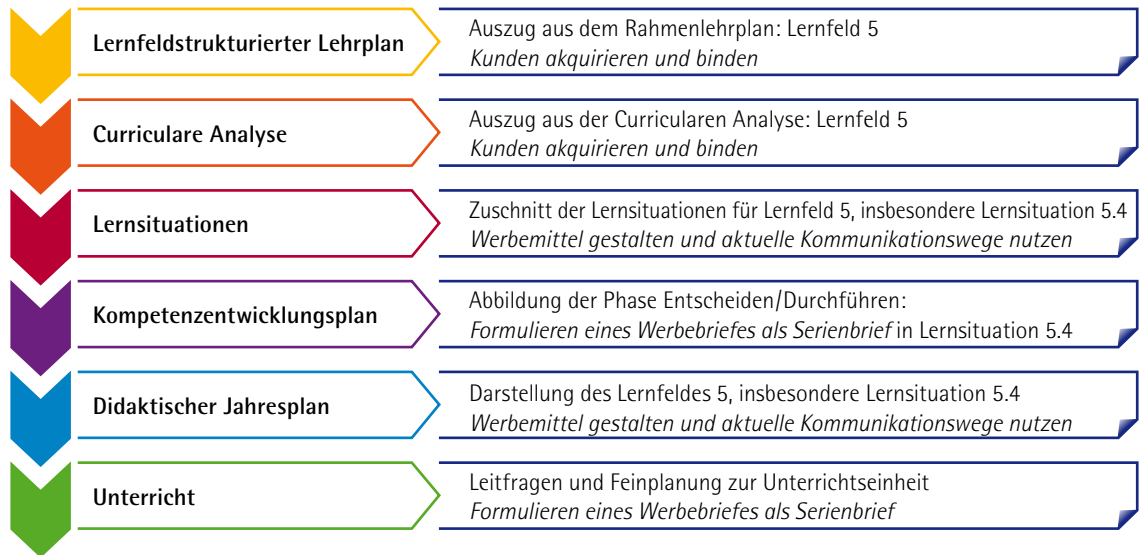 Lernfeldstrukturierter Lehrplan
Auszug aus dem Rahmenlehrplan: Lernfeld 5
Kunden akquirieren und binden
Curriculare Analyse
Auszug aus der Curricularen Analyse: Lernfeld 5
Kunden akquirieren und binden
Lernsituationen
Zuschnitt der Lernsituationen für Lernfeld 5, insbesondere Lernsituation 5.4
Werbemittel gestalten und aktuelle Kommunikationswege nutzen
Kompetenzentwicklungsplan
Abbildung der Phase Entscheiden/Durchführen:
Formulieren eines Werbebriefes als Serienbrief in Lernsituation 5.4
Didaktischer Jahresplan
Darstellung des Lernfeldes 5, insbesondere Lernsituation 5.4
Werbemittel gestalten und aktuelle Kommunikationswege nutzen
Unterricht
Leitfragen und Feinplanung zur Unterrichtseinheit
Formulieren eines Werbebriefes als Serienbrief